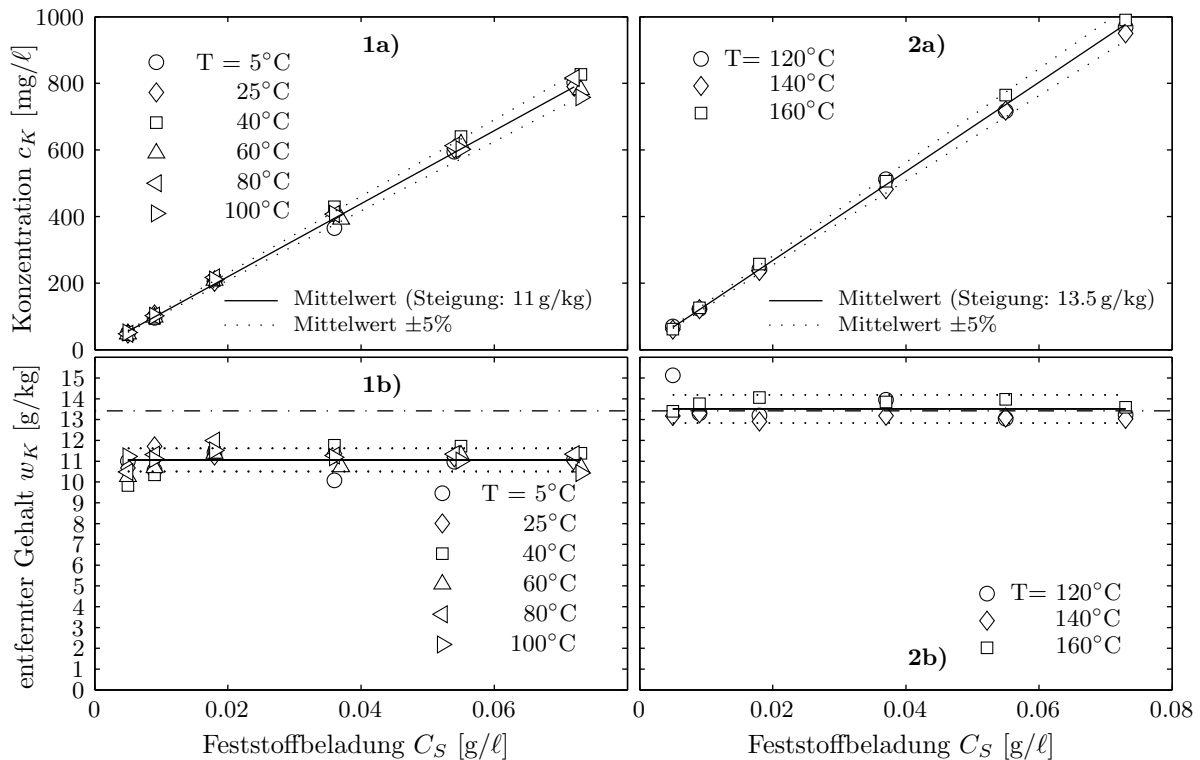 1000
800
600
400
200
0
Konzentration c_K [mg/ℓ]
1a)
T = 5°C
25°C
40°C
60°C
80°C
100°C
Mittelwert (Steigung: 11 g/kg)
Mittelwert ±5%
2a)
T= 120°C
140°C
160°C
Mittelwert (Steigung: 13.5 g/kg)
Mittelwert ±5%
15
14
13
12
11
10
9
8
7
6
5
4
3
2
1
0
entfernter Gehalt w_K [g/kg]
1b)
T = 5°C
25°C
40°C
60°C
80°C
100°C
0 0.02 0.04 0.06
Feststoffbeladung C_S [g/ℓ]
T= 120°C
140°C
160°C
2b)
0 0.02 0.04 0.06 0.08
Feststoffbeladung C_S [g/ℓ]